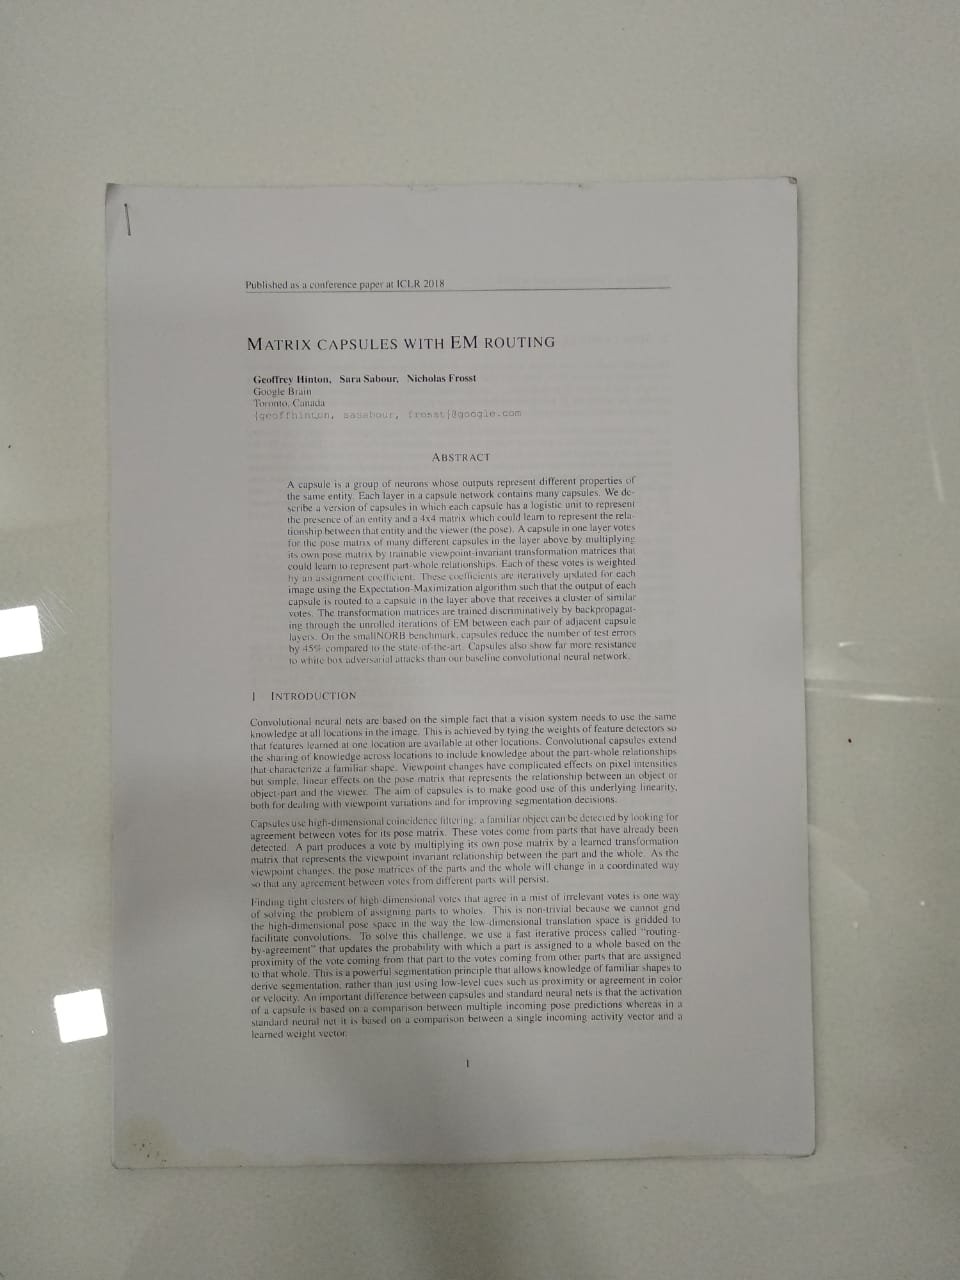 Published as a conference paper at ICLR 2018
MATRIX CAPSULES WITH EM ROUTING
Geoffrey Hinton, Sara Sabour, Nicholas Frosst
Google Brain
Toronto, Canada
{geoffhinton, sasabour, frosst}@google.com
ABSTRACT
A capsule is a group of neurons whose outputs represent different properties of
the same entity. Each layer in a capsule network contains many capsules. We de-
scribe a version of capsules in which each capsule has a logistic unit to represent
the presence of an entity and a 4x4 matrix which could learn to represent the rela-
tionship between that entity and the viewer (the pose). A capsule in one layer votes
for the pose matrix of many different capsules in the layer above by multiplying
its own pose matrix by trainable viewpoint-invariant transformation matrices that
could learn to represent part-whole relationships. Each of these votes is weighted
by an assignment coefficient. These coefficients are iteratively updated for each
image using the Expectation-Maximization algorithm such that the output of each
capsule is routed to a capsule in the layer above that receives a cluster of similar
votes. The transformation matrices are trained discriminatively by backpropagat-
ing through the unrolled iterations of EM between each pair of adjacent capsule
layers. On the smallNORB benchmark, capsules reduce the number of test errors
by 45% compared to the state-of-the-art. Capsules also show far more resistance
to white box adversarial attacks than our baseline convolutional neural network.
1 INTRODUCTION
Convolutional neural nets are based on the simple fact that a vision system needs to use the same
knowledge at all locations in the image. This is achieved by tying the weights of feature detectors so
that features learned at one location are available at other locations. Convolutional capsules extend
the sharing of knowledge across locations to include knowledge about the part-whole relationships
that characterize a familiar shape. Viewpoint changes have complicated effects on pixel intensities
but simple, linear effects on the pose matrix that represents the relationship between an object or
object-part and the viewer. The aim of capsules is to make good use of this underlying linearity,
both for dealing with viewpoint variations and for improving segmentation decisions.
Capsules use high-dimensional coincidence filtering: a familiar object can be detected by looking for
agreement between votes for its pose matrix. These votes come from parts that have already been
detected. A part produces a vote by multiplying its own pose matrix by a learned transformation
matrix that represents the viewpoint invariant relationship between the part and the whole. As the
viewpoint changes, the pose matrices of the parts and the whole will change in a coordinated way
so that any agreement between votes from different parts will persist.
Finding tight clusters of high-dimensional votes that agree in a mist of irrelevant votes is one way
of solving the problem of assigning parts to wholes. This is non-trivial because we cannot grid
the high-dimensional pose space in the way the low-dimensional translation space is gridded to
facilitate convolutions. To solve this challenge, we use a fast iterative process called "routing-
by-agreement" that updates the probability with which a part is assigned to a whole based on the
proximity of the vote coming from that part to the votes coming from other parts that are assigned
to that whole. This is a powerful segmentation principle that allows knowledge of familiar shapes to
derive segmentation, rather than just using low-level cues such as proximity or agreement in color
or velocity. An important difference between capsules and standard neural nets is that the activation
of a capsule is based on a comparison between multiple incoming pose predictions whereas in a
standard neural net it is based on a comparison between a single incoming activity vector and a
learned weight vector.
1